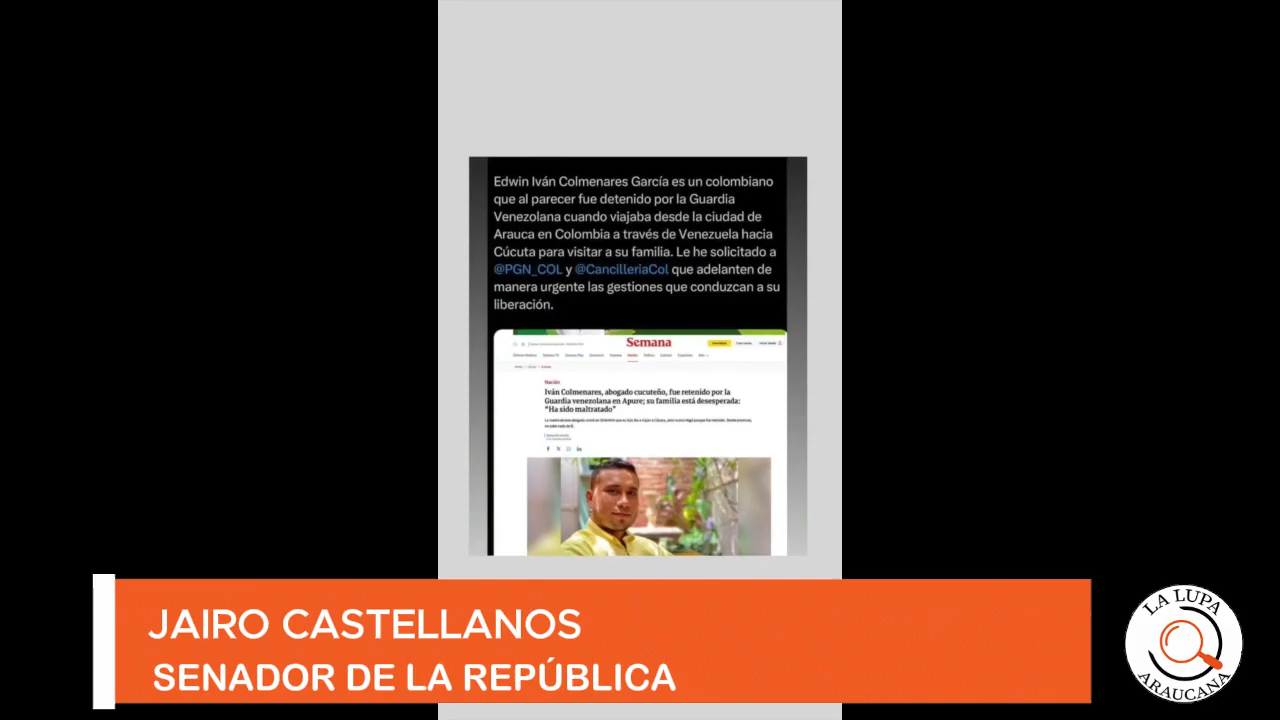 Edwin Iván Colmenares García es un colombiano
que al parecer fue detenido por la Guardia
Venezolana cuando viajaba desde la ciudad de
Arauca en Colombia a través de Venezuela hacia
Cúcuta para visitar a su familia. Le he solicitado a
@PGN_COL y @CancilleriaCol que adelanten de
manera urgente las gestiones que conduzcan a su
liberación.
Semana
Nación
Iván Colmenares, abogado cucuteño, fue retenido por la
Guardia venezolana en Apure; su familia está desesperada:
"Ha sido maltratado"
JAIRO CASTELLANOS
SENADOR DE LA REPÚBLICA
LA LUPA
ARAUCANA